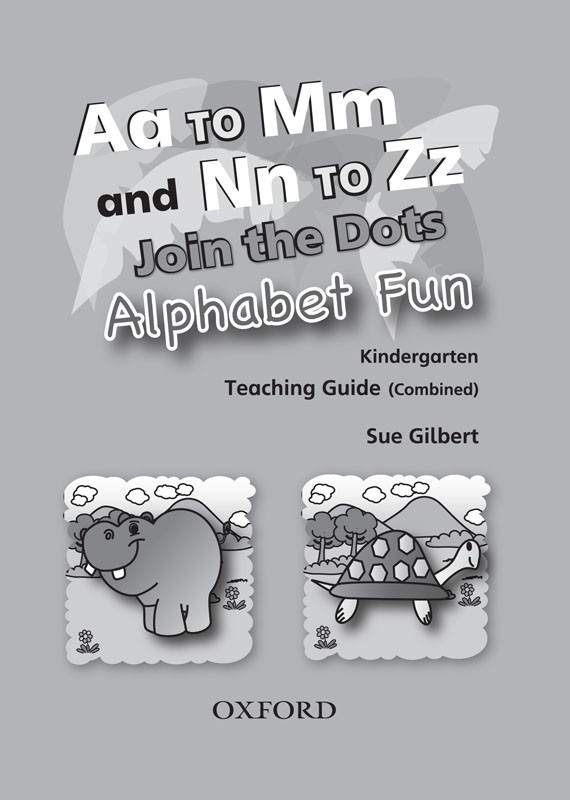 Aa TO Mm
and Nn TO Zz
Join the Dots
Alphabet Fun
Kindergarten
Teaching Guide (Combined)
Sue Gilbert
OXFORD